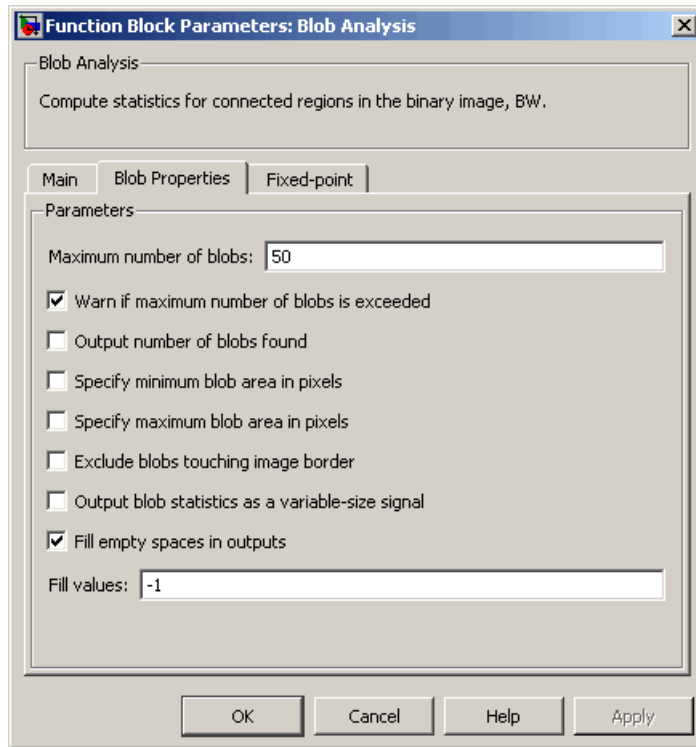 Function Block Parameters: Blob Analysis
Blob Analysis
Compute statistics for connected regions in the binary image, BW.
Main Blob Properties Fixed-point
Parameters
Maximum number of blobs: 50
Warn if maximum number of blobs is exceeded
Output number of blobs found
Specify minimum blob area in pixels
Specify maximum blob area in pixels
Exclude blobs touching image border
Output blob statistics as a variable-size signal
Fill empty spaces in outputs
Fill values: -1
OK Cancel Help Apply